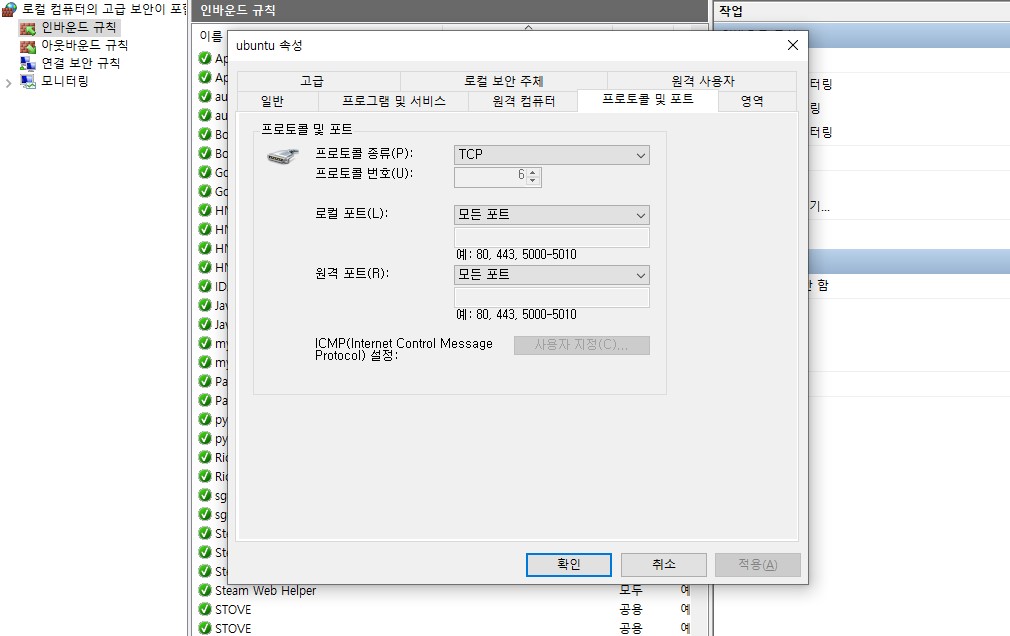 로컬 컴퓨터의 고급 보안이 포함
인바운드 규칙
아웃바운드 규칙
연결 보안 규칙
모니터링
인바운드 규칙
이름
Ap
Ap
au
au
Bo
Bo
Go
Go
HN
HN
HN
HN
ID
Jav
Jav
my
my
Pa
Pa
py
py
Rio
Rio
sg
sg
Ste
Ste
Ste
Steam Web Helper 모두 예
STOVE 공용 예
STOVE 공용 예
ubuntu 속성
고급 로컬 보안 주체 원격 사용자
일반 프로그램 및 서비스 원격 컴퓨터 프로토콜 및 포트 영역
프로토콜 및 포트
프로토콜 종류(P): TCP
프로토콜 번호(U): 6
로컬 포트(L): 모든 포트
예: 80, 443, 5000-5010
원격 포트(R): 모든 포트
예: 80, 443, 5000-5010
ICMP(Internet Control Message
Protocol) 설정:
사용자 지정(C)...
확인 취소 적용(A)
작업
터링
링
터링
기...
함